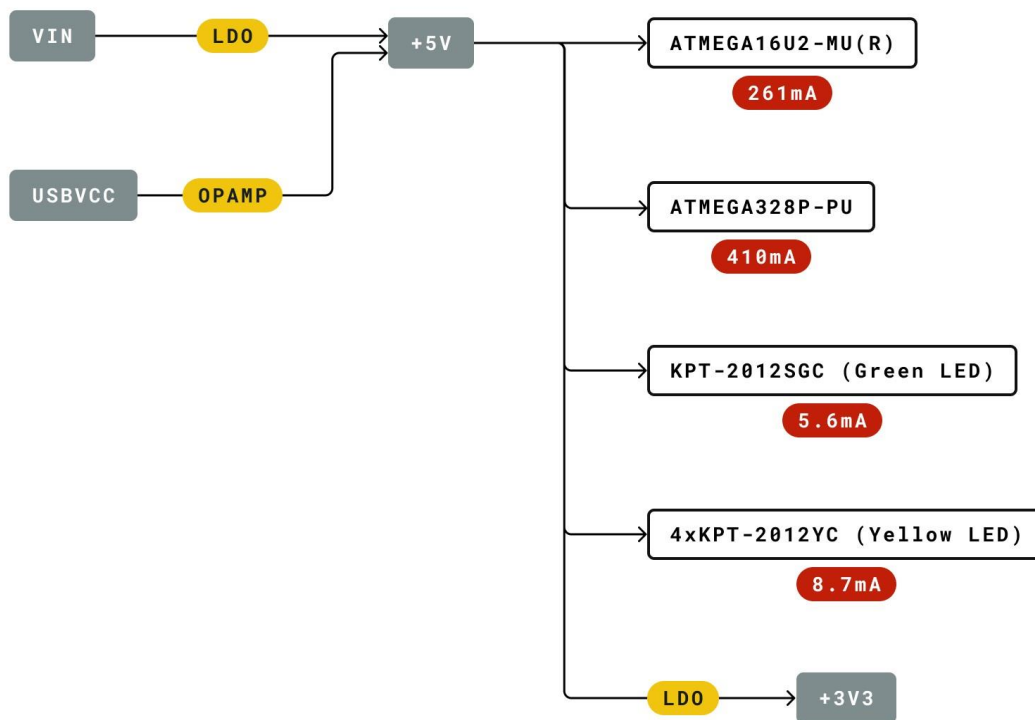 VIN
LDO
+5V
ATMEGA16U2-MU(R)
261mA
USBVCC
OPAMP
ATMEGA328P-PU
410mA
KPT-2012SGC (Green LED)
5.6mA
4xKPT-2012YC (Yellow LED)
8.7mA
LDO
+3V3